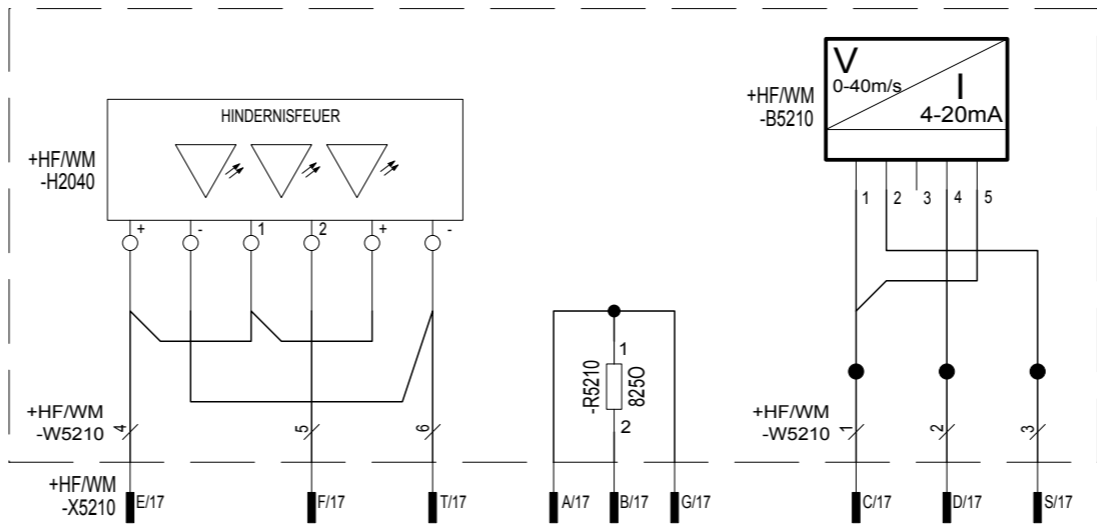 V
0-40m/s
I
4-20mA
+HF/WM
-B5210
HINDERNISFEUER
+HF/WM
-H2040
+ - 1 2 + -
1 2 3 4 5
1
-R5210
825O
2
+HF/WM
-W5210
4 5 6
+HF/WM
-W5210
1 2 3
+HF/WM
-X5210
E/17 F/17 T/17 A/17 B/17 G/17 C/17 D/17 S/17